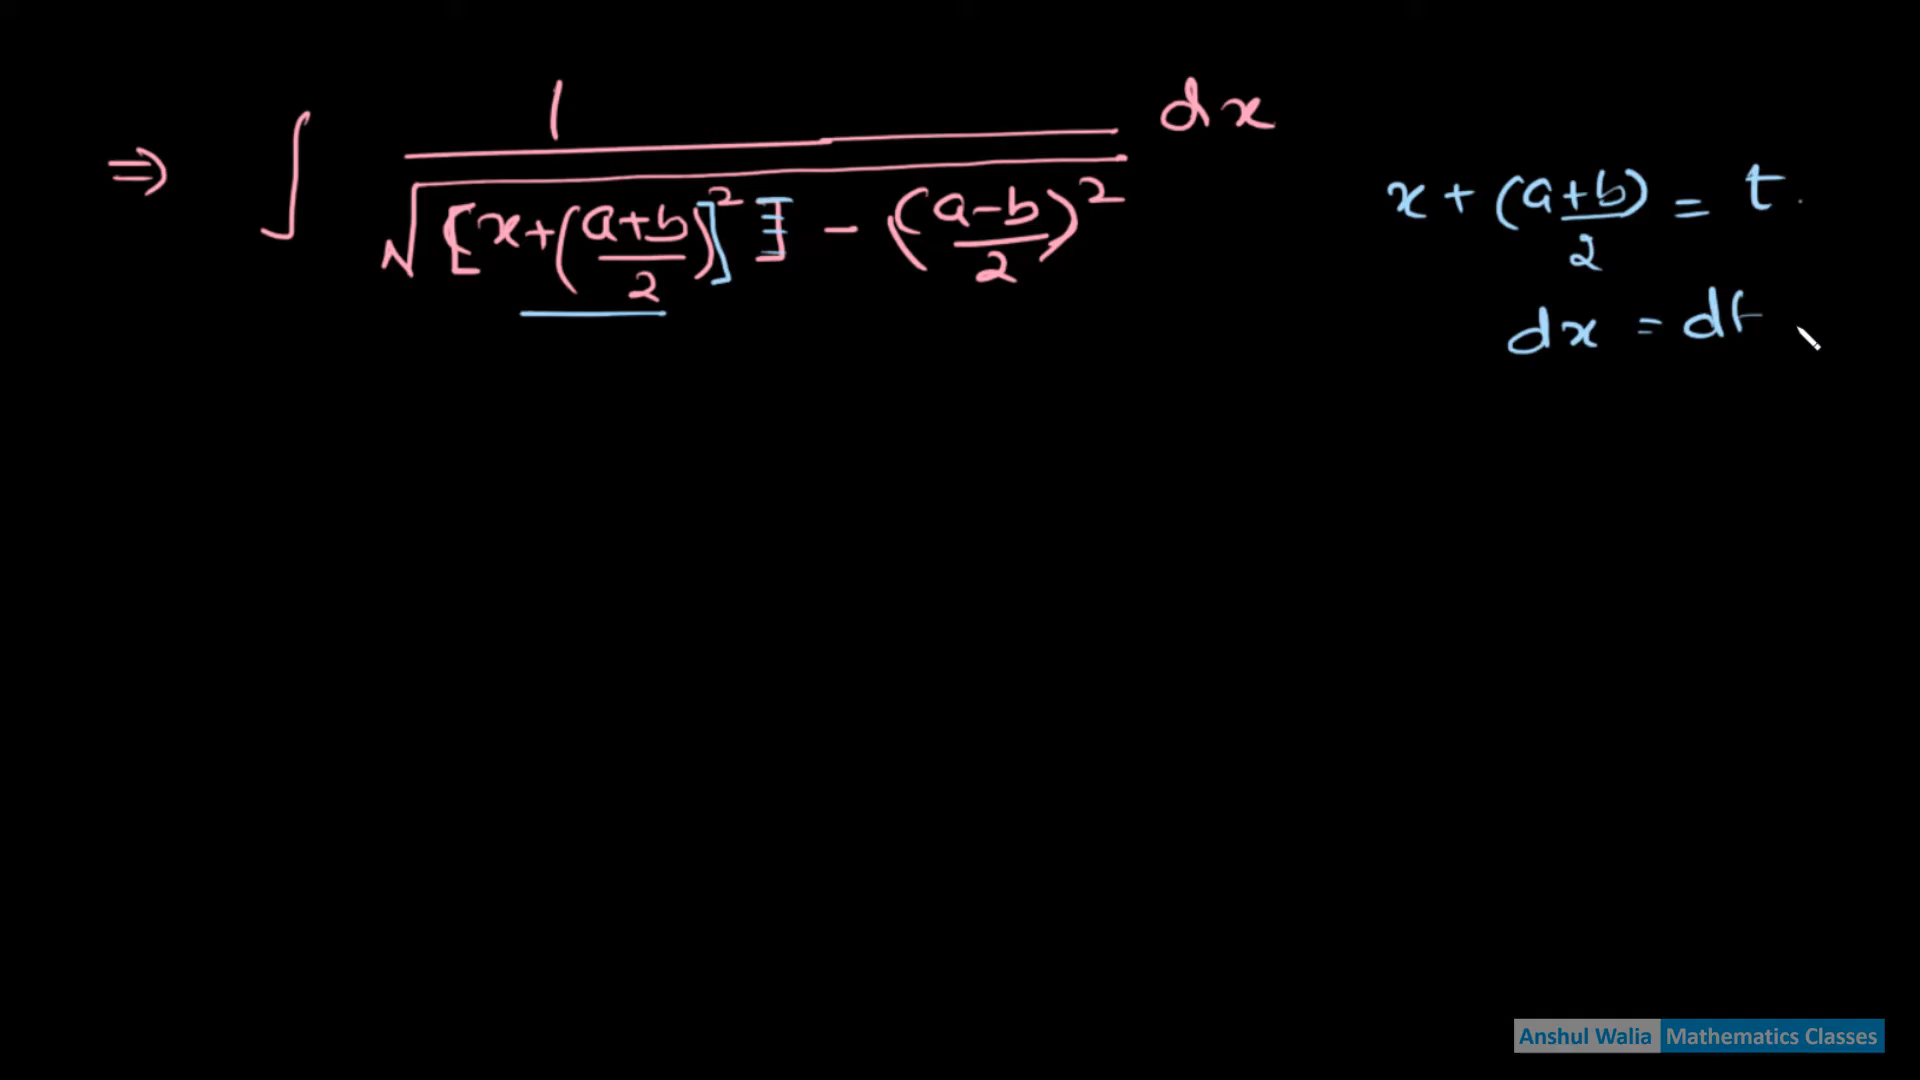 ⇒ ∫ 1 / √([x+((a+b)/2)]² ] - ((a-b)/2)²) dx
x + (a+b)/2 = t.
dx = dt
Anshul Walia Mathematics Classes